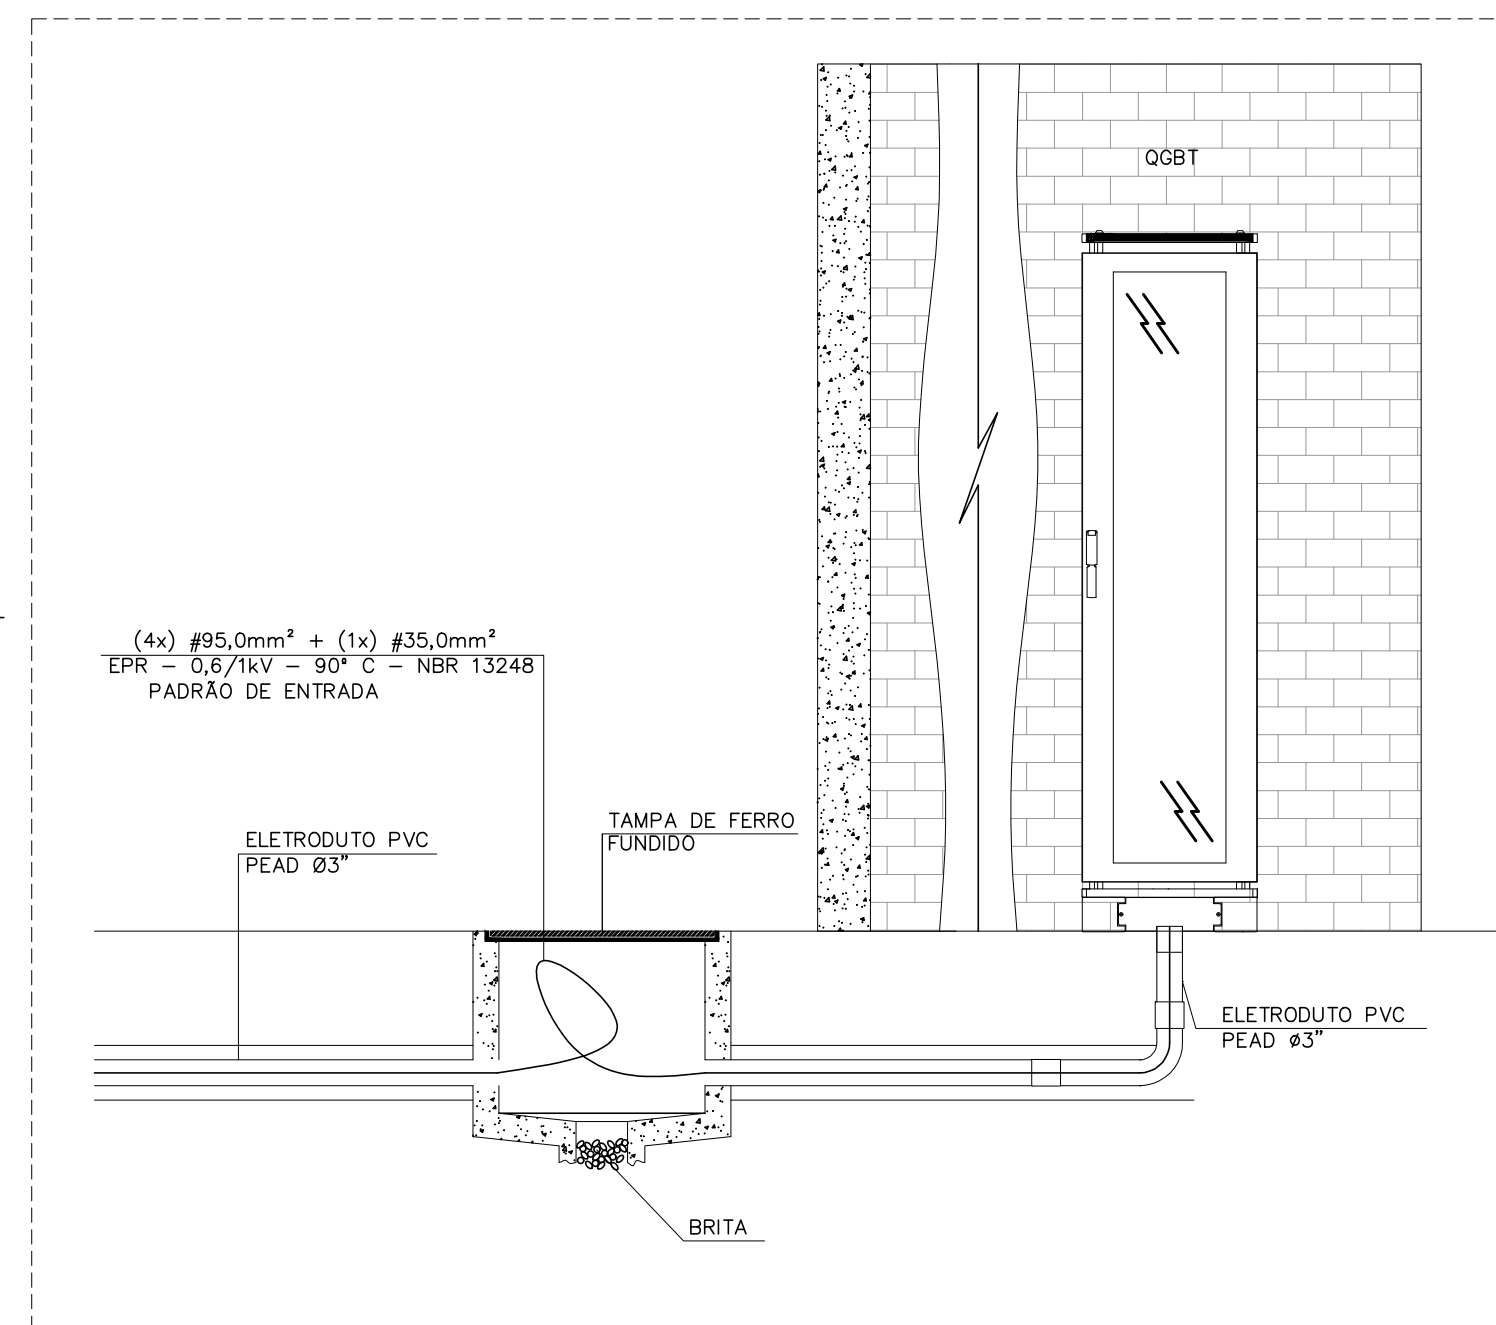 QGBT
(4x) #95,0mm² + (1x) #35,0mm²
EPR – 0,6/1kV – 90° C – NBR 13248
PADRÃO DE ENTRADA
TAMPA DE FERRO
FUNDIDO
ELETRODUTO PVC
PEAD Ø3"
ELETRODUTO PVC
PEAD ø3"
BRITA